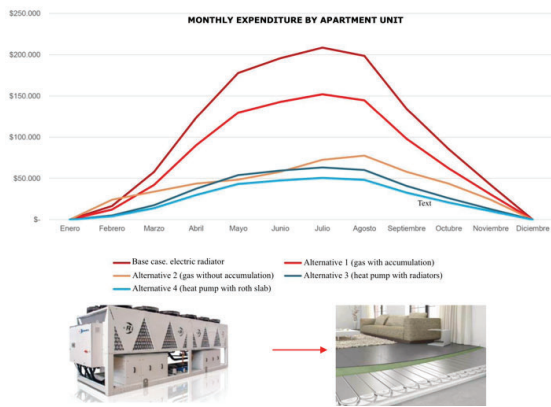 MONTHLY EXPENDITURE BY APARTMENT UNIT
$250.000
$200.000
$150.000
$100.000
$50.000
$-
Enero Febrero Marzo Abril Mayo Junio Julio Agosto Septiembre Octubre Noviembre Diciembre
Text
Base case. electric radiator
Alternative 1 (gas with accumulation)
Alternative 2 (gas without accumulation)
Alternative 3 (heat pump with radiators)
Alternative 4 (heat pump with roth slab)